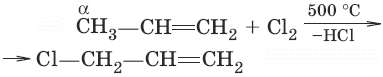 α
CH₃—CH=CH₂ + Cl₂ 500 °C −HCl
→ Cl—CH₂—CH=CH₂